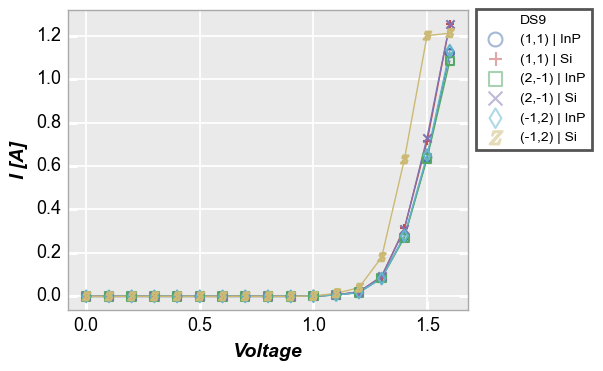 DS9
(1,1) | InP
(1,1) | Si
(2,-1) | InP
(2,-1) | Si
(-1,2) | InP
(-1,2) | Si
1.2
1.0
0.8
0.6
0.4
0.2
0.0
I [A]
0.0 0.5 1.0 1.5
Voltage